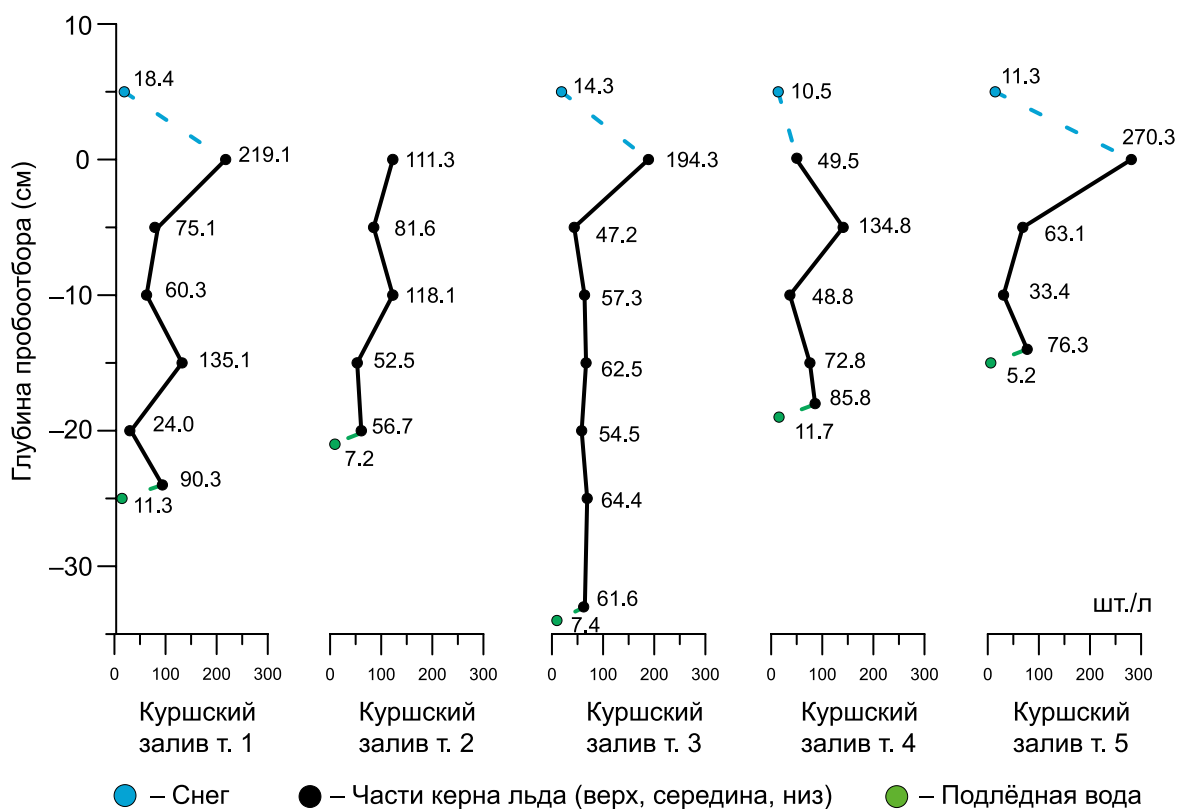 10
0
–10
–20
–30
Глубина пробоотбора (см)
18.4
219.1
75.1
60.3
135.1
24.0
90.3
11.3
0 100 200 300
Куршский
залив т. 1
111.3
81.6
118.1
52.5
56.7
7.2
0 100 200 300
Куршский
залив т. 2
14.3
194.3
47.2
57.3
62.5
54.5
64.4
61.6
7.4
0 100 200 300
Куршский
залив т. 3
10.5
49.5
134.8
48.8
72.8
85.8
11.7
0 100 200 300
Куршский
залив т. 4
11.3
270.3
63.1
33.4
76.3
5.2
шт./л
0 100 200 300
Куршский
залив т. 5
– Снег – Части керна льда (верх, середина, низ) – Подлёдная вода